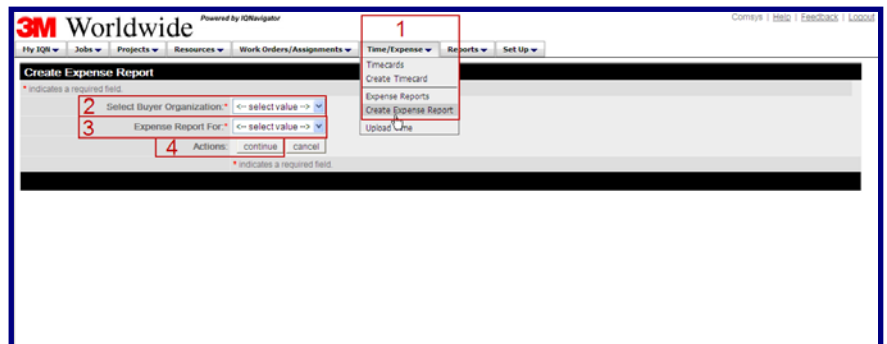 3M Worldwide Powered by IQNavigator
Comsys | Help | Feedback | Logout
1
My IQN Jobs Projects Resources Work Orders/Assignments Time/Expense Reports Set Up
Timecards
Create Timecard
Expense Reports
Create Expense Report
Upload Time
Create Expense Report
* indicates a required field.
2 Select Buyer Organization:* <-- select value -->
3 Expense Report For:* <-- select value -->
4 Actions: continue cancel
* indicates a required field.